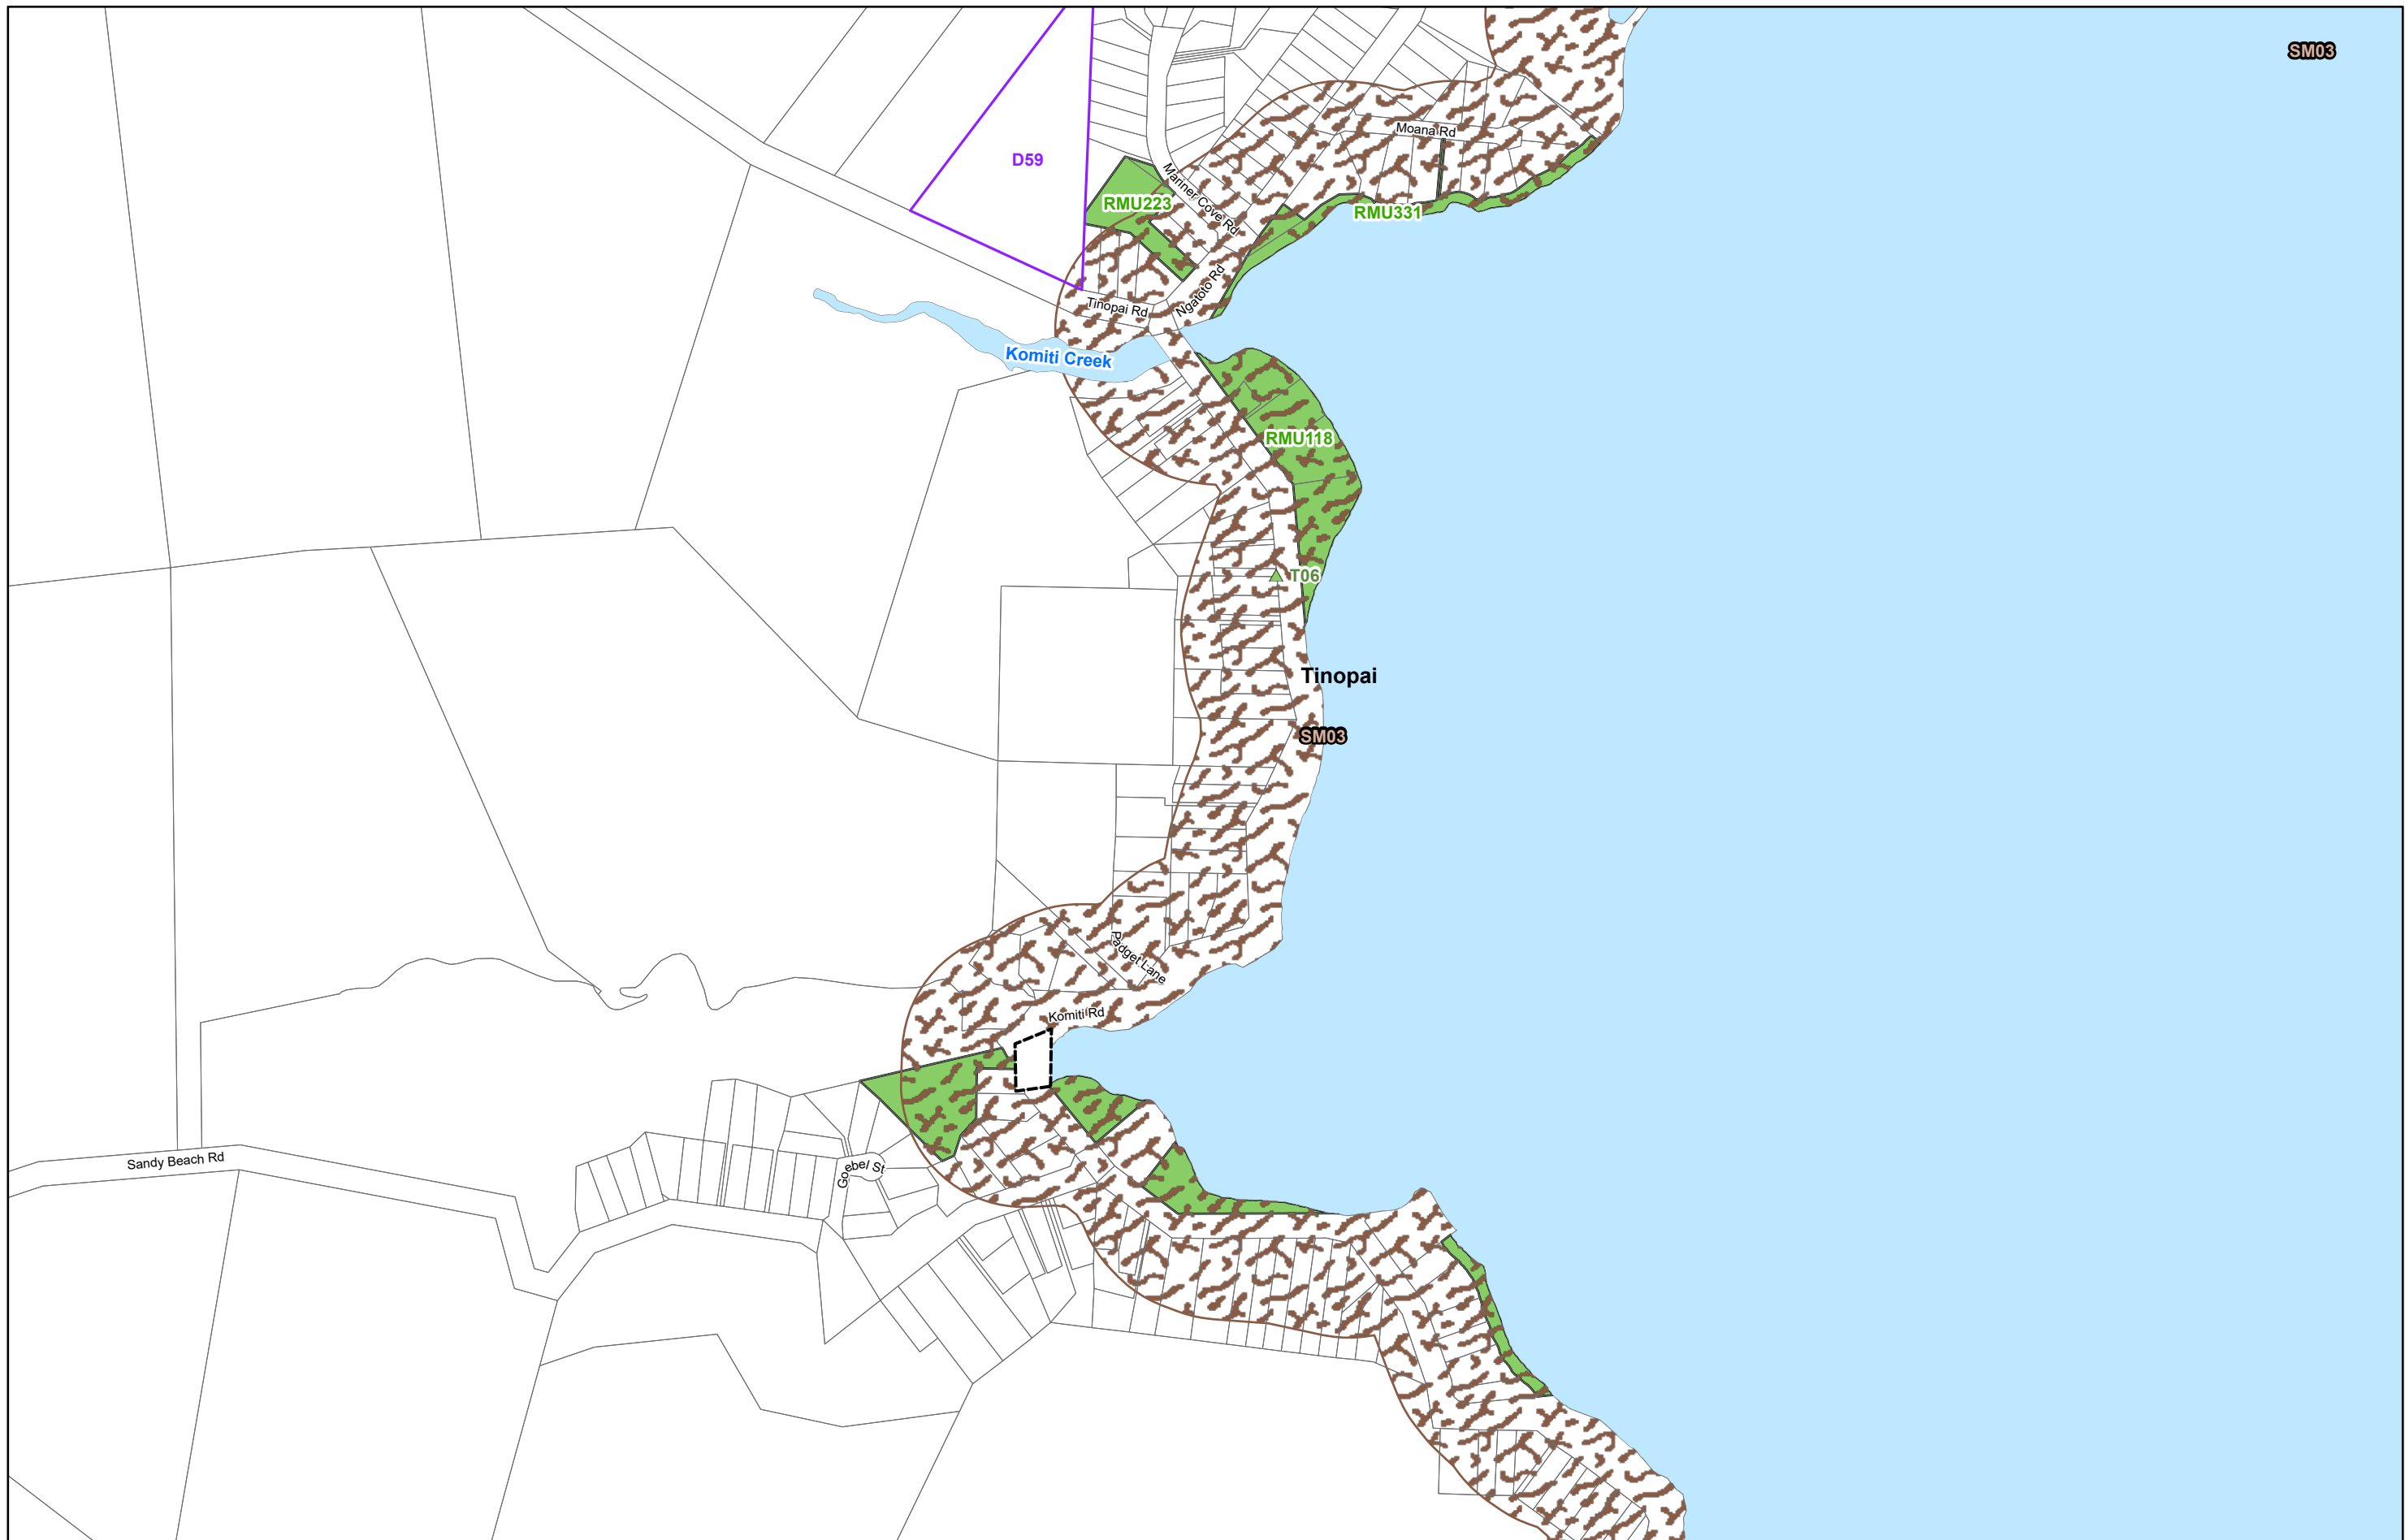 SM03
Moana Rd
D59
Mariner Cove Rd
RMU223
RMU331
Ngatoto Rd
Tinopai Rd
Komiti Creek
RMU118
T06
Tinopai
SM03
Padget Lane
Komiti Rd
Sandy Beach Rd
Goebel St